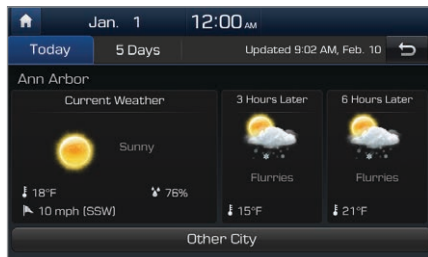 Jan. 1 12:00 AM
Today 5 Days Updated 9:02 AM, Feb. 10
Ann Arbor
Current Weather 3 Hours Later 6 Hours Later
Sunny
Flurries Flurries
18°F 76%
10 mph (SSW) 15°F 21°F
Other City